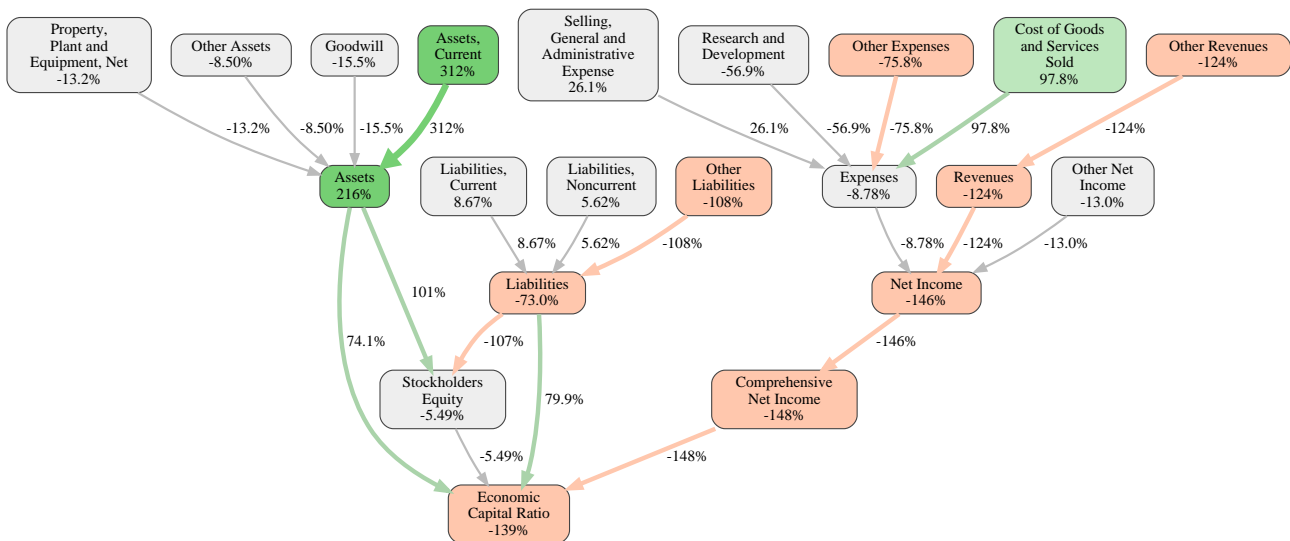 Property,
Plant and
Equipment, Net
-13.2%
Other Assets
-8.50%
Goodwill
-15.5%
Assets,
Current
312%
Selling,
General and
Administrative
Expense
26.1%
Research and
Development
-56.9%
Other Expenses
-75.8%
Cost of Goods
and Services
Sold
97.8%
Other Revenues
-124%
-13.2%
-8.50%
-15.5%
312%
26.1%
-56.9%
-75.8%
97.8%
-124%
Assets
216%
Liabilities,
Current
8.67%
Liabilities,
Noncurrent
5.62%
Other
Liabilities
-108%
Expenses
-8.78%
Revenues
-124%
Other Net
Income
-13.0%
8.67%
5.62%
-108%
-8.78%
-124%
-13.0%
101%
Liabilities
-73.0%
Net Income
-146%
74.1%
-107%
79.9%
-146%
Stockholders
Equity
-5.49%
Comprehensive
Net Income
-148%
-5.49%
-148%
Economic
Capital Ratio
-139%